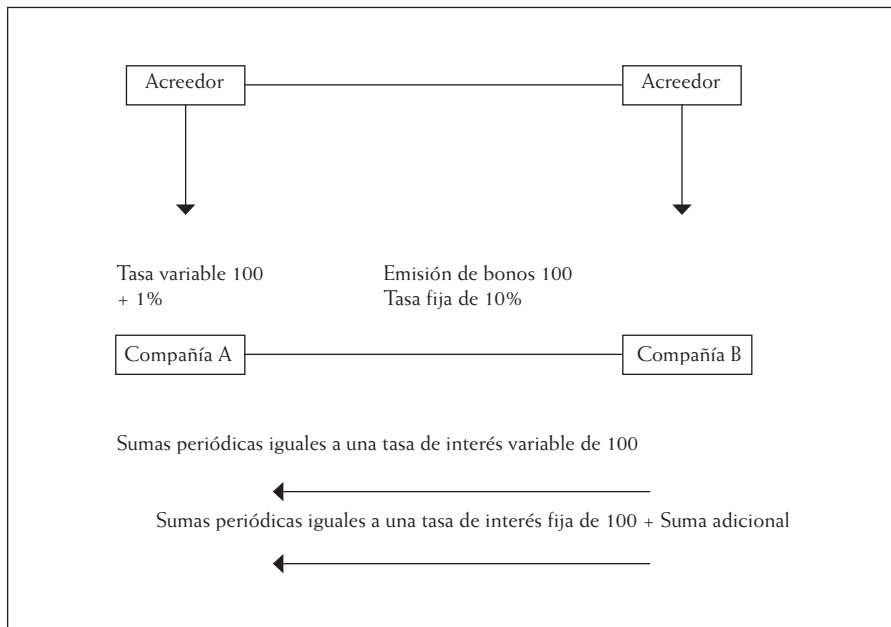 Acreedor
Acreedor
Tasa variable 100
+ 1%
Emisión de bonos 100
Tasa fija de 10%
Compañía A
Compañía B
Sumas periódicas iguales a una tasa de interés variable de 100
Sumas periódicas iguales a una tasa de interés fija de 100 + Suma adicional